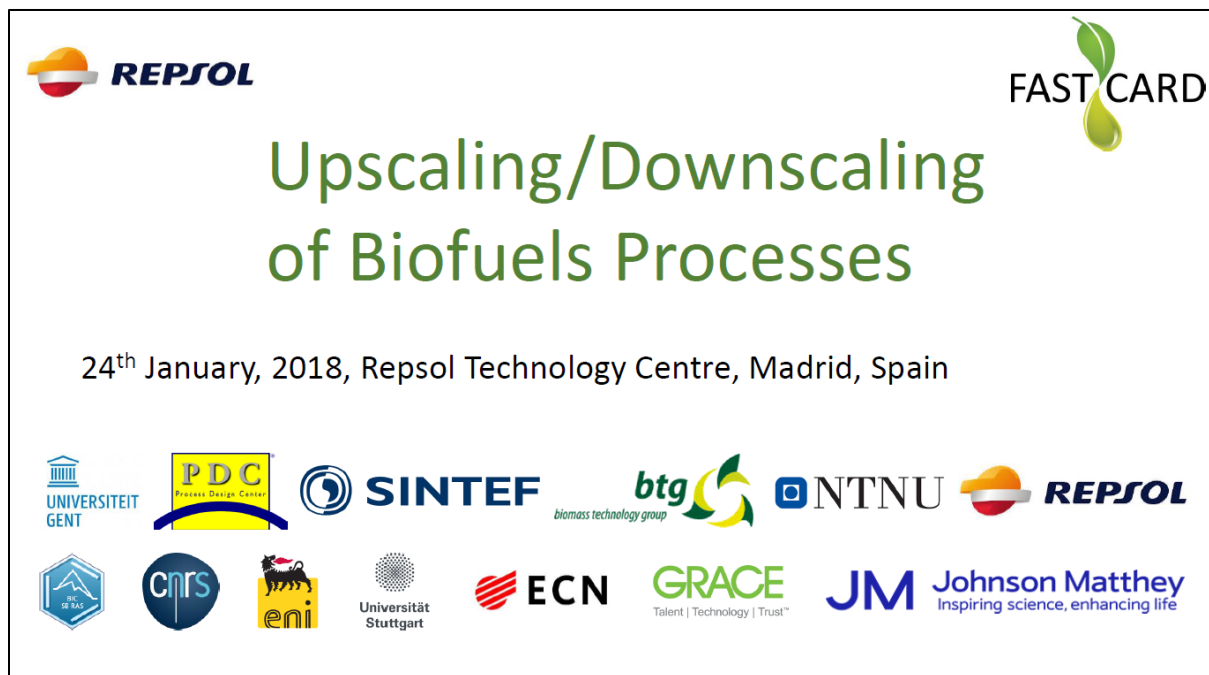 REPSOL
FAST CARD
Upscaling/Downscaling
of Biofuels Processes
24th January, 2018, Repsol Technology Centre, Madrid, Spain
UNIVERSITEIT
GENT
PDC
Process Design Center
SINTEF
btg
biomass technology group
NTNU
REPSOL
BIC
SB RAS
cnrs
eni
Universität
Stuttgart
ECN
GRACE
Talent | Technology | Trust™
JM Johnson Matthey
Inspiring science, enhancing life